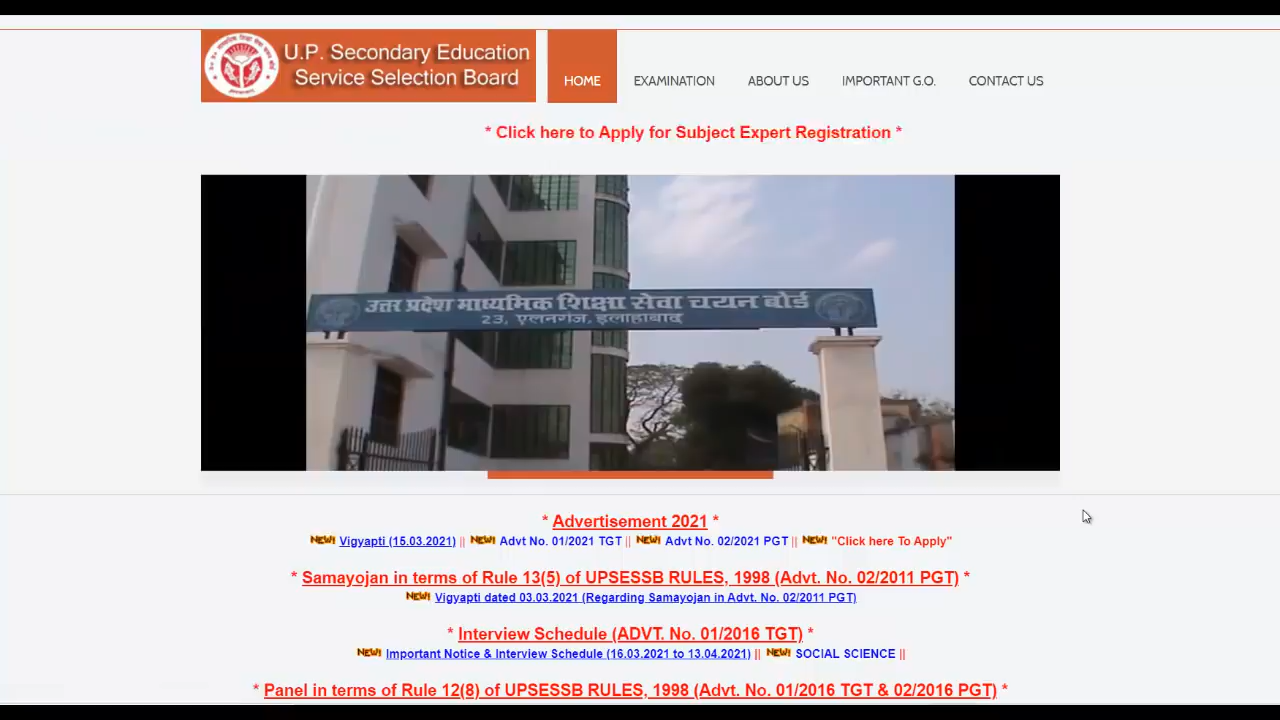 U.P. Secondary Education
Service Selection Board
HOME EXAMINATION ABOUT US IMPORTANT G.O. CONTACT US
* Click here to Apply for Subject Expert Registration *
उत्तर प्रदेश माध्यमिक शिक्षा सेवा चयन बोर्ड
23, एलनगंज, इलाहाबाद
* Advertisement 2021 *
NEW! Vigyapti (15.03.2021) || NEW! Advt No. 01/2021 TGT || NEW! Advt No. 02/2021 PGT || NEW! "Click here To Apply"
* Samayojan in terms of Rule 13(5) of UPSESSB RULES, 1998 (Advt. No. 02/2011 PGT) *
NEW! Vigyapti dated 03.03.2021 (Regarding Samayojan in Advt. No. 02/2011 PGT)
* Interview Schedule (ADVT. No. 01/2016 TGT) *
NEW! Important Notice & Interview Schedule (16.03.2021 to 13.04.2021) || NEW! SOCIAL SCIENCE ||
* Panel in terms of Rule 12(8) of UPSESSB RULES, 1998 (Advt. No. 01/2016 TGT & 02/2016 PGT) *